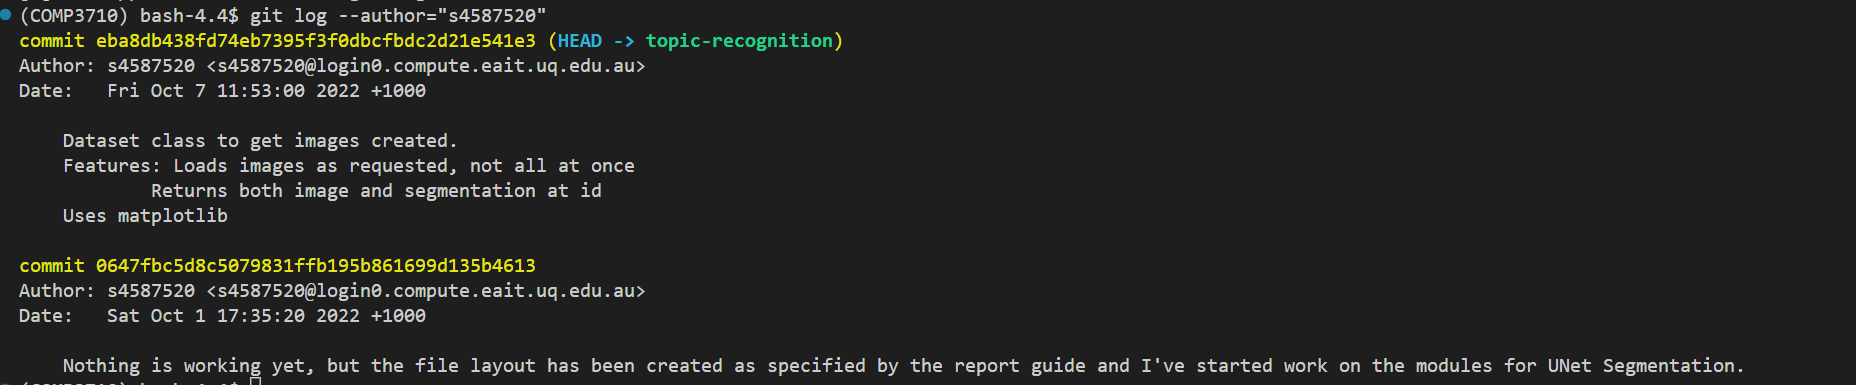 (COMP3710) bash-4.4$ git log --author="s4587520"
commit eba8db438fd74eb7395f3f0dbcfbdc2d21e541e3 (HEAD -> topic-recognition)
Author: s4587520 <s4587520@login0.compute.eait.uq.edu.au>
Date:   Fri Oct 7 11:53:00 2022 +1000
    Dataset class to get images created.
    Features: Loads images as requested, not all at once
            Returns both image and segmentation at id
    Uses matplotlib
commit 0647fbc5d8c5079831ffb195b861699d135b4613
Author: s4587520 <s4587520@login0.compute.eait.uq.edu.au>
Date:   Sat Oct 1 17:35:20 2022 +1000
    Nothing is working yet, but the file layout has been created as specified by the report guide and I've started work on the modules for UNet Segmentation.
(COMP3710) bash-4.4$